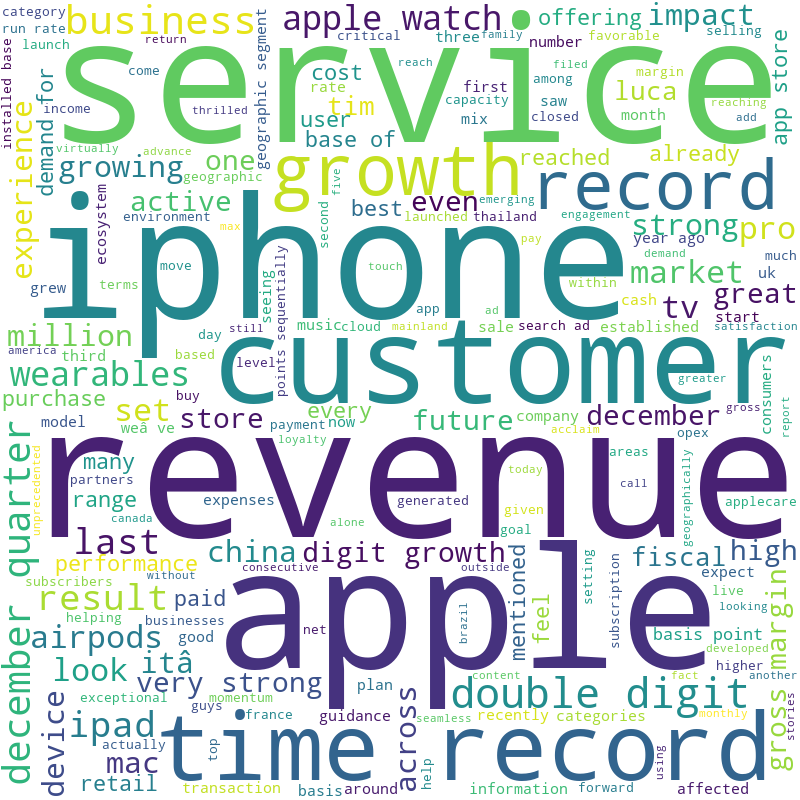 category
business
apple watch
offering
impact
run rate
critical
three
family
number
favorable
selling
launch
return
service
installed base
demand for
experience
income
thrilled
come
cost
rate
tim
reach
user
base of
capacity
mix
first
among
saw
filed
closed
margin
luca
month
reaching
add
app store
geographic segment
virtually
advance
growing
one
geographic
growth
reached
already
record
active
environment
max
second
five
best
even
emerging
launched
thailand
engagement
pay
strong
pro
year ago
much
ecosystem
iphone
move
touch
app
ad
within
demand
market
uk
great
grew
terms
seeing
points sequentially
cash
tv
start
million
day
still
music
cloud
mainland
sale
search ad
established
satisfaction
america
third
based
level
customer
greater
wearables
purchase
buy
set
store
every
now
future
company
december
gross
consumers
report
model
weâ ve
payment
loyalty
acclaim
opex
december quarter
unprecedented
many
partners
range
canada
revenue
areas
today
expenses
generated
call
given
goal
alone
geographically
applecare
last
performance
china
digit growth
mentioned
feel
fiscal
high
subscribers
without
consecutive
outside
setting
subscription
expect
live
looking
result
helping
paid
businesses
good
net
apple
brazil
basis point
developed
higher
another
gross margin
stories
airpods
itâ
look
very strong
plan
content
fact
monthly
exceptional
momentum
double digit
device
ipad
guys
france
guidance
across
seamless
recently
categories
actually
top
time record
mac
help
using
retail
transaction
basis
around
information
forward
affected